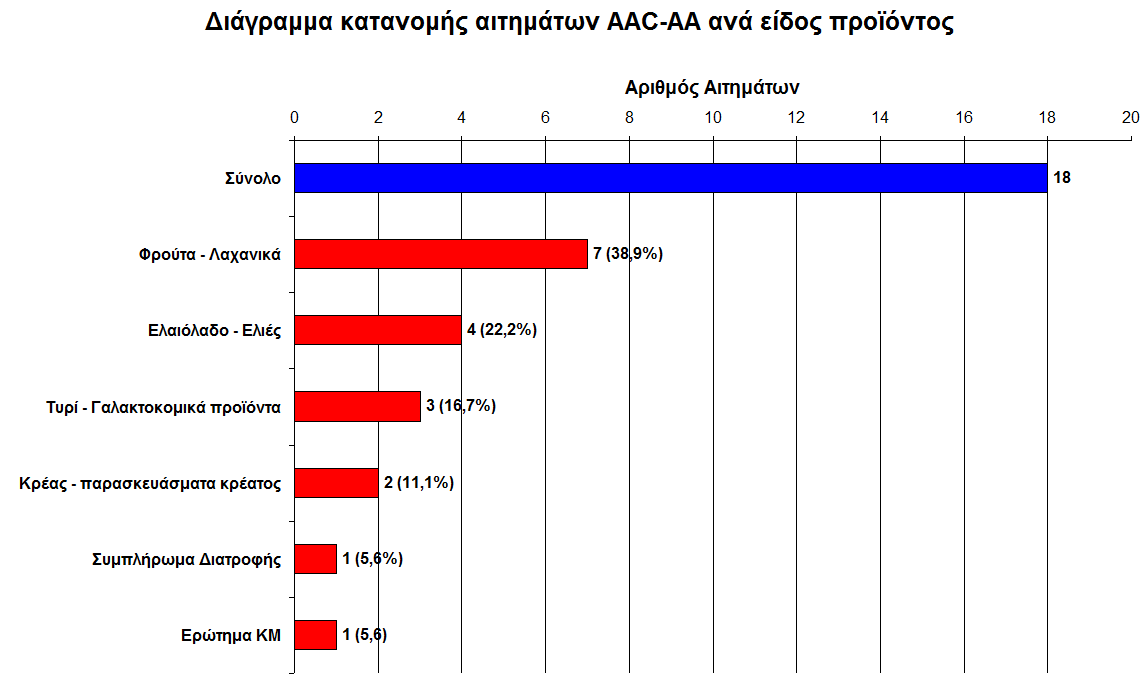 Διάγραμμα κατανομής αιτημάτων AAC-AA ανά είδος προϊόντος
Αριθμός Αιτημάτων
0 2 4 6 8 10 12 14 16 18 20
Σύνολο 18
Φρούτα - Λαχανικά 7 (38,9%)
Ελαιόλαδο - Ελιές 4 (22,2%)
Τυρί - Γαλακτοκομικά προϊόντα 3 (16,7%)
Κρέας - παρασκευάσματα κρέατος 2 (11,1%)
Συμπλήρωμα Διατροφής 1 (5,6%)
Ερώτημα ΚΜ 1 (5,6)